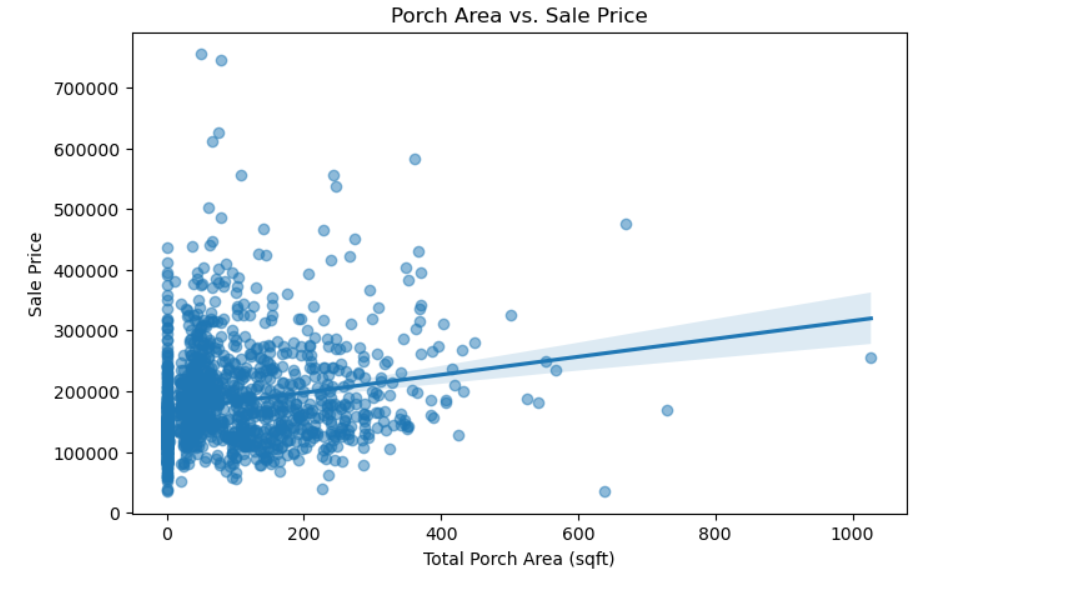 Porch Area vs. Sale Price
Sale Price
700000
600000
500000
400000
300000
200000
100000
0
0 200 400 600 800 1000
Total Porch Area (sqft)